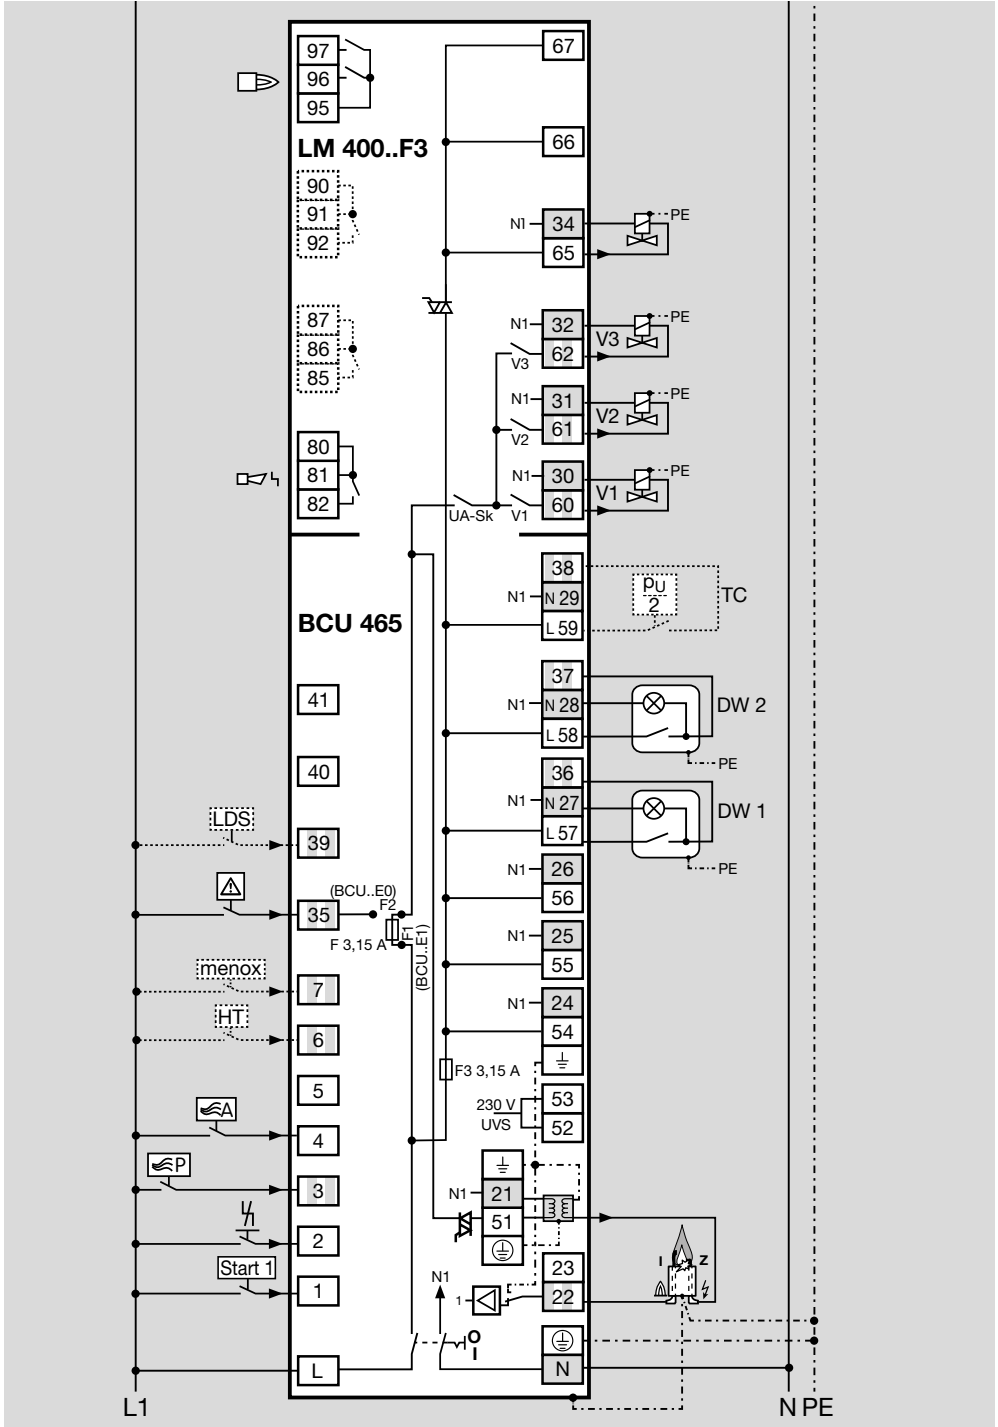 97
67
96
95
LM 400..F3
66
90
91
92
N1
34
PE
65
87
86
85
N1
32
PE
V3
62
V3
N1
31
PE
V2
61
V2
80
81
82
N1
30
PE
V1
60
UA-Sk
V1
38
N1
N 29
pU
2
TC
L 59
BCU 465
37
41
N1
N 28
DW 2
L 58
PE
40
36
N1
N 27
DW 1
L 57
LDS
39
PE
N1
26
56
(BCU..E0)
F2
35
F1
F 3,15 A
(BCU..E1)
N1
25
55
menox
7
N1
24
HT
6
54
F3 3,15 A
5
230 V
UVS
53
52
A
4
P
3
N1
21
51
2
Start 1
1
23
I
Z
N1
1
22
O
I
L
N
L1
N PE